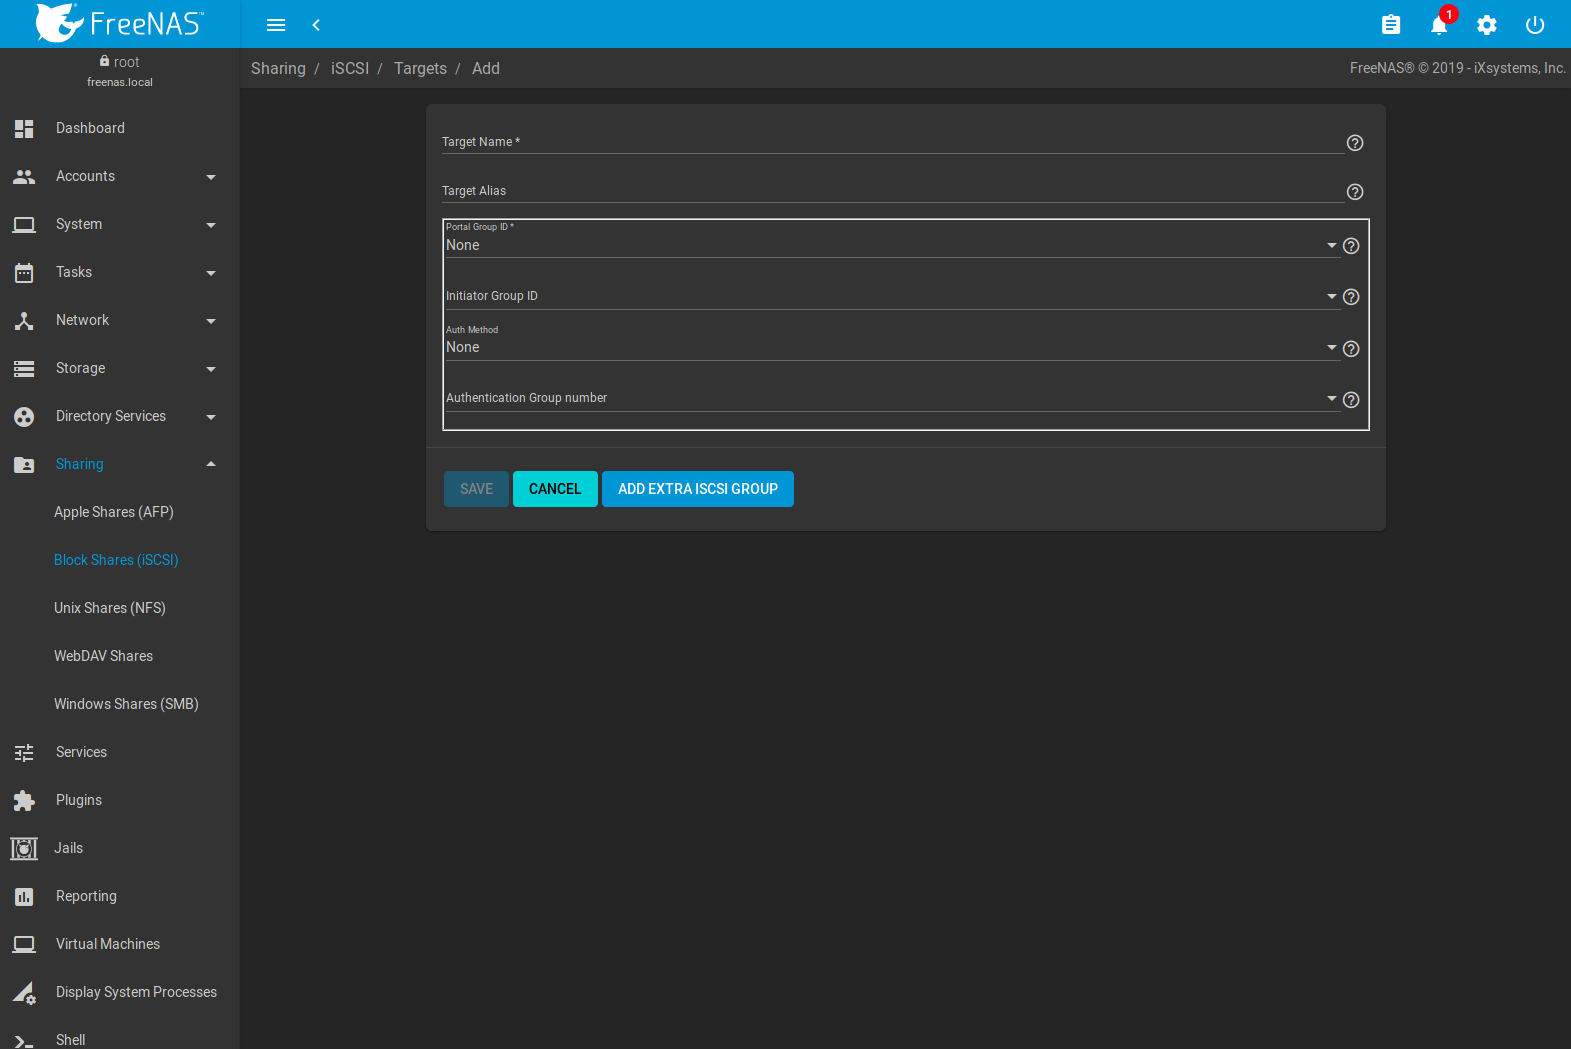 FreeNAS™
1
root
freenas.local
Sharing / iSCSI / Targets / Add
FreeNAS® © 2019 - iXsystems, Inc.
Dashboard
Accounts
System
Tasks
Network
Storage
Directory Services
Sharing
Apple Shares (AFP)
Block Shares (iSCSI)
Unix Shares (NFS)
WebDAV Shares
Windows Shares (SMB)
Services
Plugins
Jails
Reporting
Virtual Machines
Display System Processes
Shell
Target Name *
Target Alias
Portal Group ID *
None
Initiator Group ID
Auth Method
None
Authentication Group number
SAVE CANCEL ADD EXTRA ISCSI GROUP